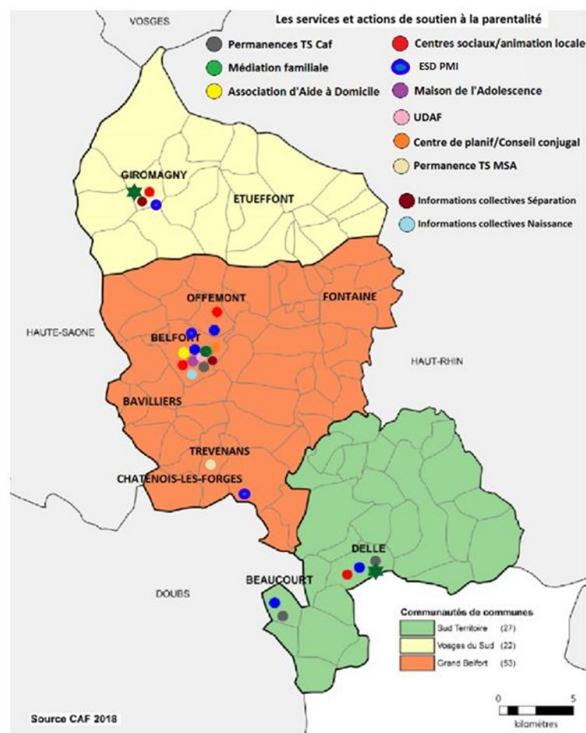 VOSGES
Les services et actions de soutien à la parentalité
Permanences TS Caf
Médiation familiale
Association d'Aide à Domicile
Centres sociaux/animation locale
ESD PMI
Maison de l'Adolescence
UDAF
Centre de planif/Conseil conjugal
Permanence TS MSA
Informations collectives Séparation
Informations collectives Naissance
GIROMAGNY
ETUEFFONT
OFFEMONT
FONTAINE
HAUTE-SAONE
BELFORT
HAUT-RHIN
BAVILLIERS
TREVENANS
CHATENOIS-LES-FORGES
DELLE
BEAUCOURT
DOUBS
Communautés de communes
Sud Territoire (27)
Vosges du Sud (22)
Grand Belfort (53)
0 5
kilomètres
Source CAF 2018